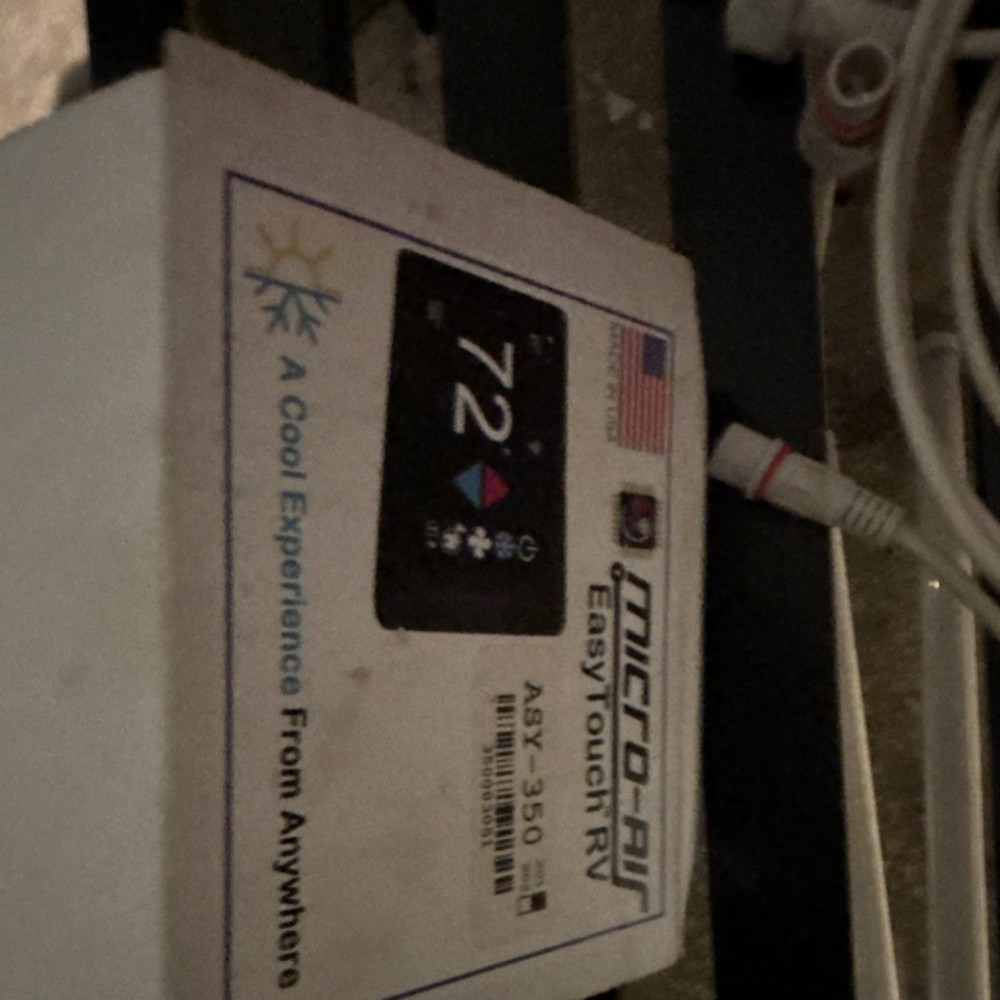 MICRO-AIR
EasyTouch RV
MADE IN USA
72°
ASY-350
A Cool Experience From Anywhere